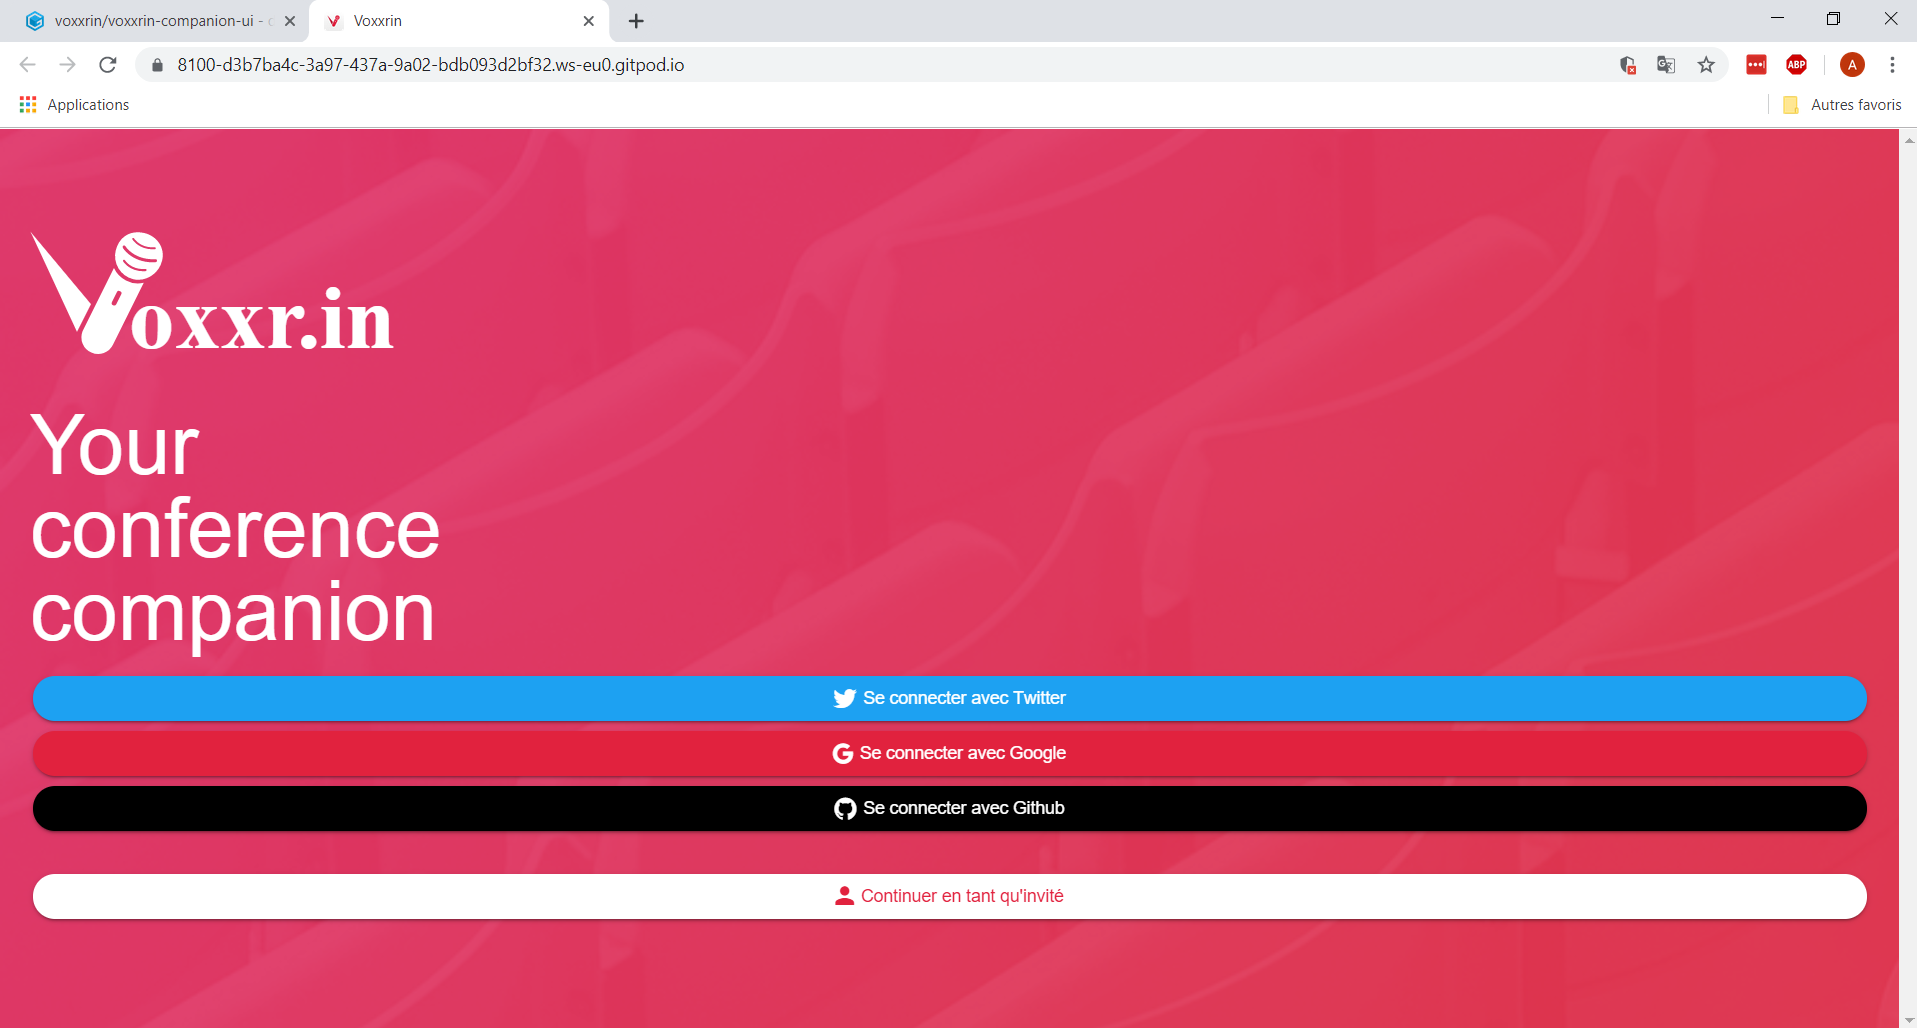 voxxrin/voxxrin-companion-ui -
Voxxrin
8100-d3b7ba4c-3a97-437a-9a02-bdb093d2bf32.ws-eu0.gitpod.io
ABP
A
Applications
Autres favoris
Voxxr.in
Your
conference
companion
Se connecter avec Twitter
Se connecter avec Google
Se connecter avec Github
Continuer en tant qu'invité